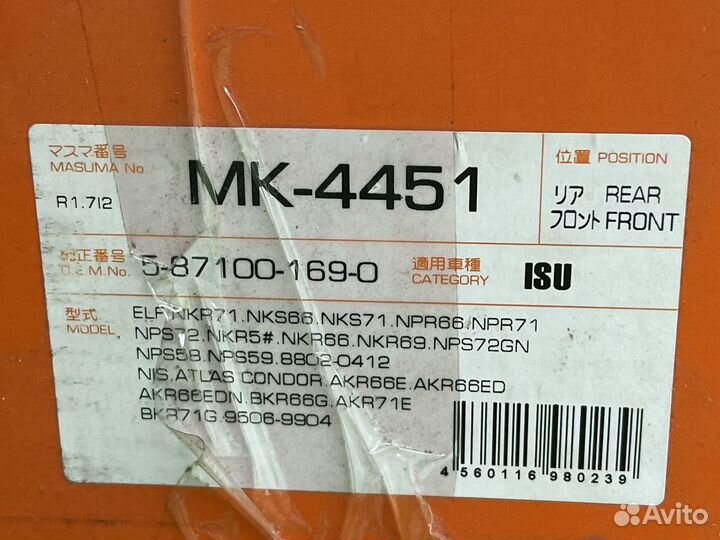 マスマ番号
MASUMA No.
MK-4451
位置 POSITION
R1.712
リア REAR
フロント FRONT
純正番号
O.E.M.No.
5-87100-169-0
適用車種
CATEGORY
ISU
型式
MODEL
ELF.NKR71.NKS66.NKS71.NPR66.NPR71
NPS72.NKR5#.NKR66.NKR69.NPS72GN
NPS58.NPS59.8802-0412
NIS.ATLAS CONDOR.AKR66E.AKR66ED
AKR66EDN.BKR66G.AKR71E
BKR71G.9506-9904
4 560116 980239
Avito